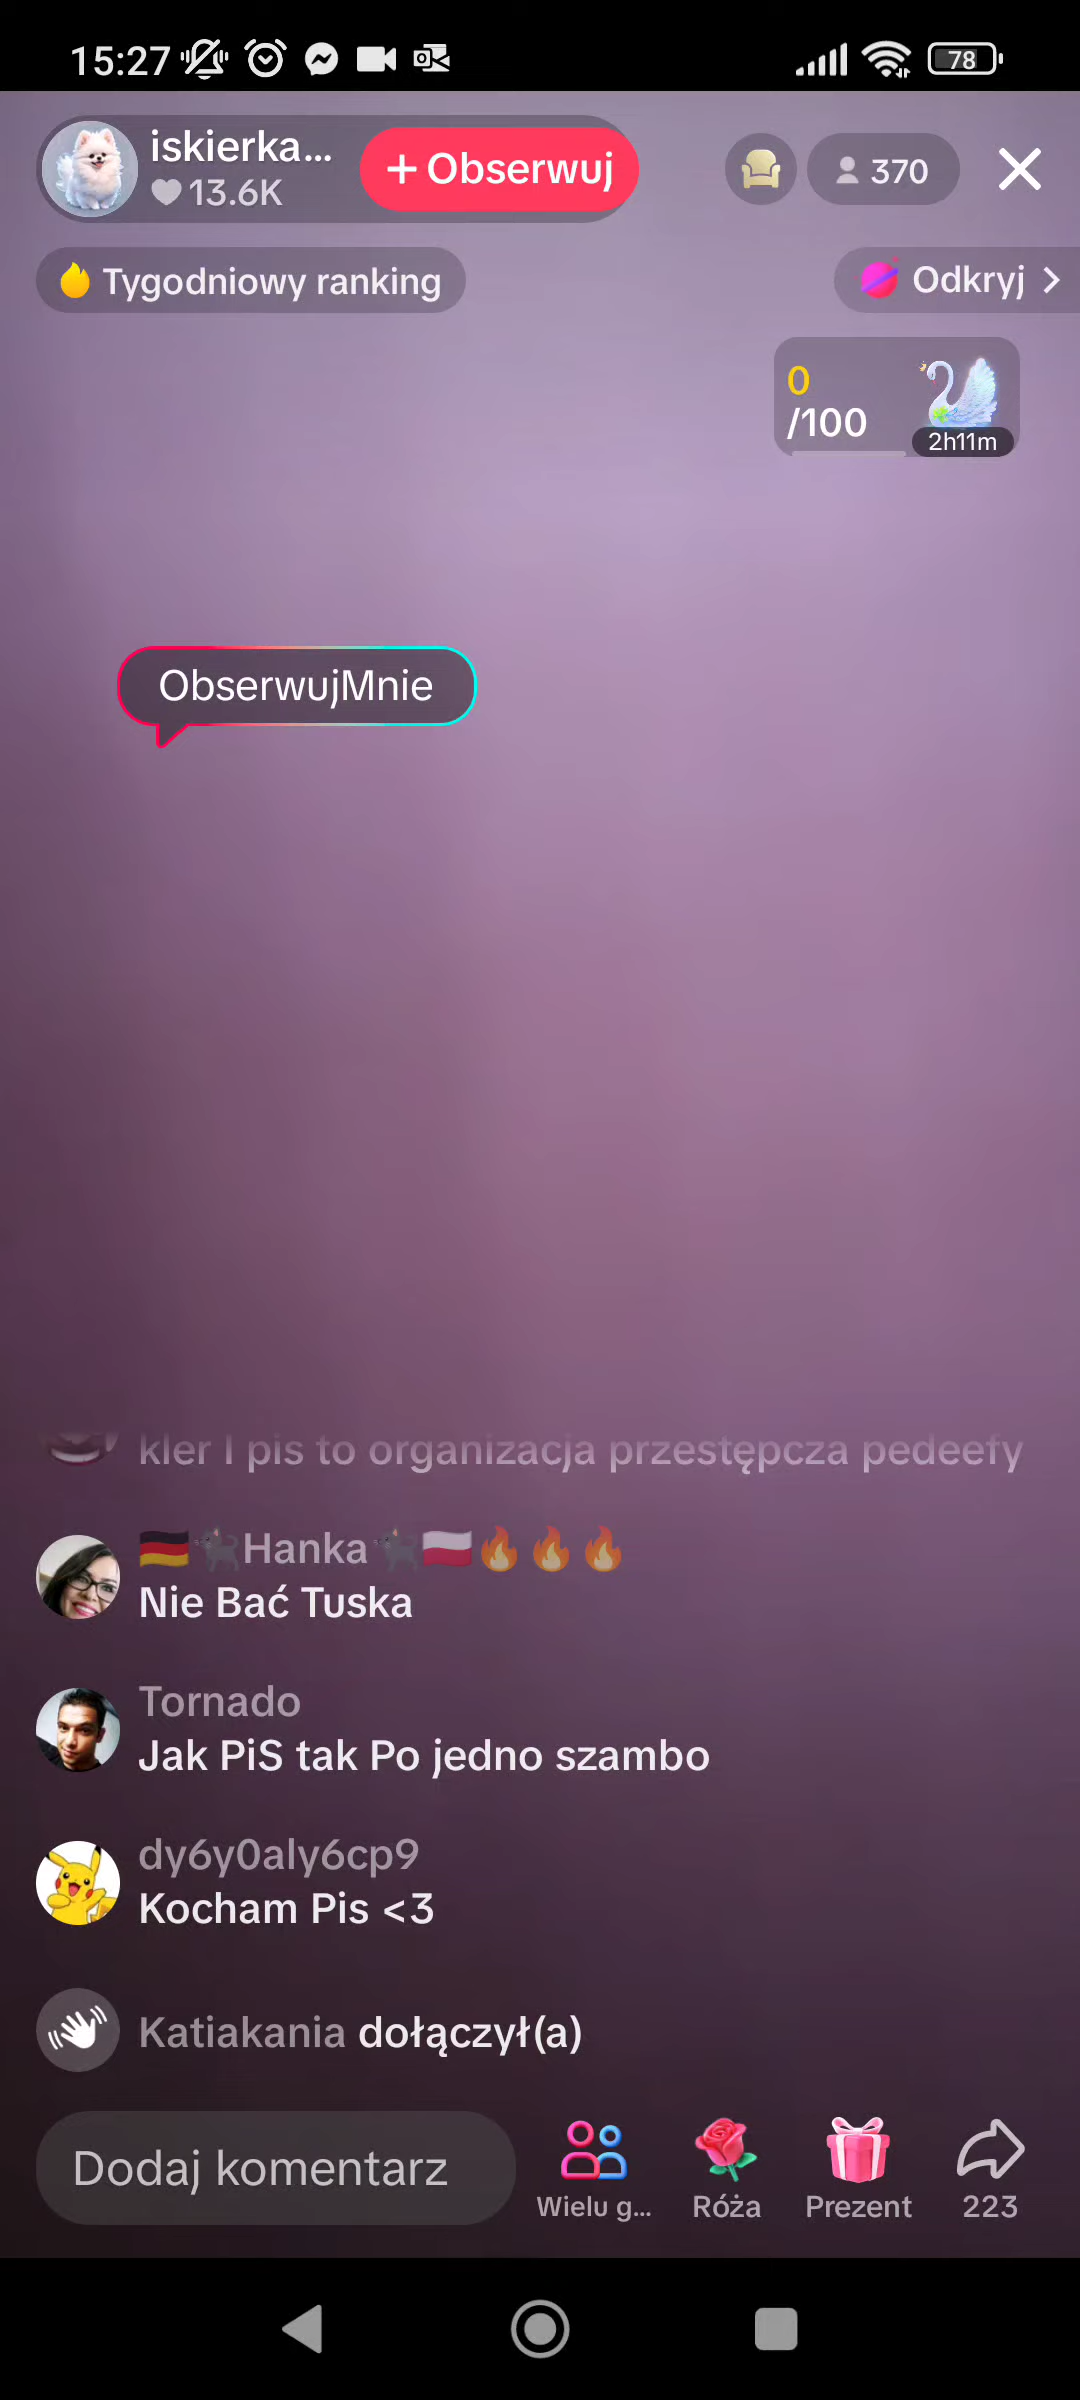 15:27
78
iskierka...
13.6K
+ Obserwuj
370
Tygodniowy ranking
Odkryj >
0
/100
2h11m
ObserwujMnie
kler I pis to organizacja przestępcza pedeefy
Hanka
Nie Bać Tuska
Tornado
Jak PiS tak Po jedno szambo
dy6y0aly6cp9
Kocham Pis <3
Katiakania dołączył(a)
Dodaj komentarz
Wielu g...
Róża
Prezent
223